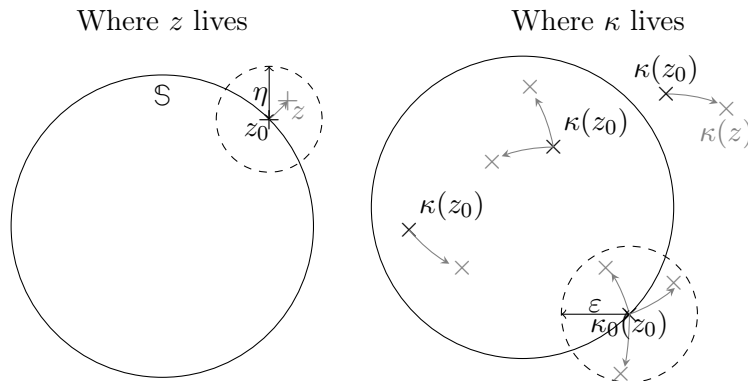 Where z lives
Where κ lives
𝕊
η
z
z₀
κ(z₀)
κ(z)
κ(z₀)
κ(z₀)
ε
κ₀(z₀)